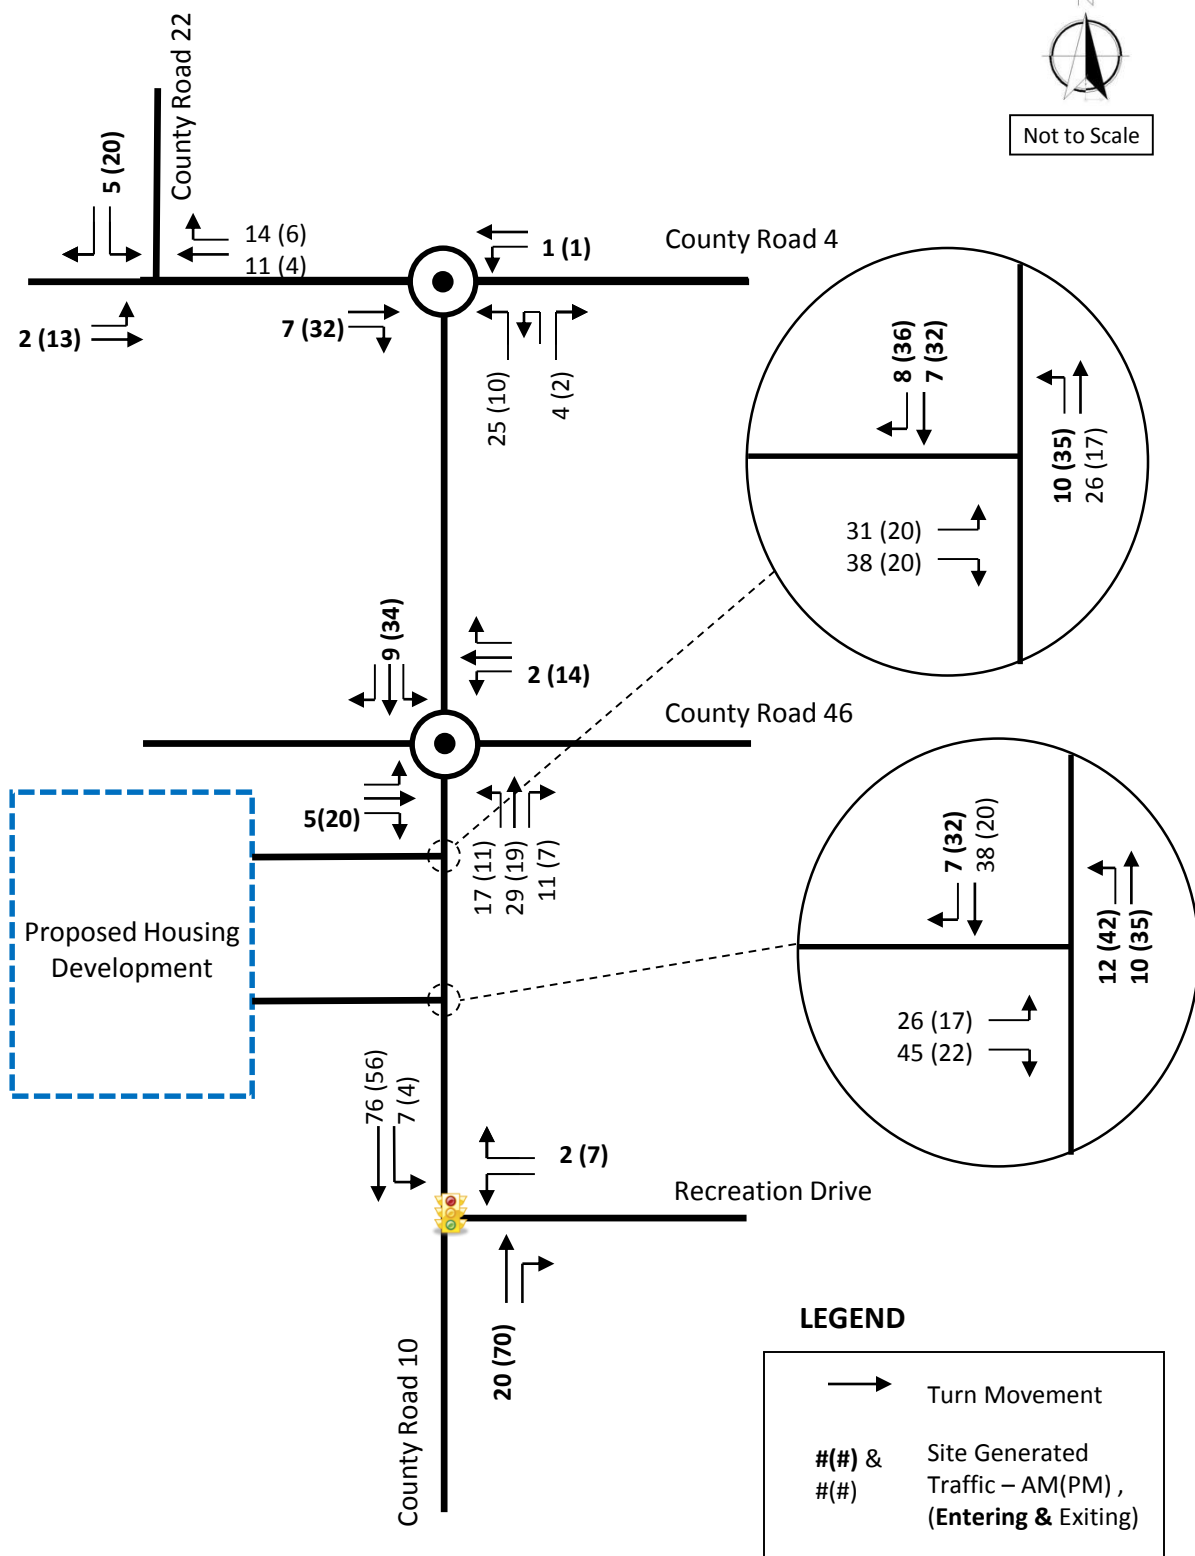 N
Not to Scale
County Road 22
5 (20)
14 (6)
11 (4)
2 (13)
7 (32)
1 (1)
County Road 4
25 (10)
4 (2)
8 (36)
7 (32)
10 (35)
26 (17)
31 (20)
38 (20)
9 (34)
2 (14)
County Road 46
5(20)
17 (11)
29 (19)
11 (7)
Proposed Housing
Development
7 (32)
38 (20)
12 (42)
10 (35)
26 (17)
45 (22)
76 (56)
7 (4)
2 (7)
Recreation Drive
20 (70)
County Road 10
LEGEND
Turn Movement
#(#) &
#(#)
Site Generated
Traffic – AM(PM) ,
(Entering & Exiting)